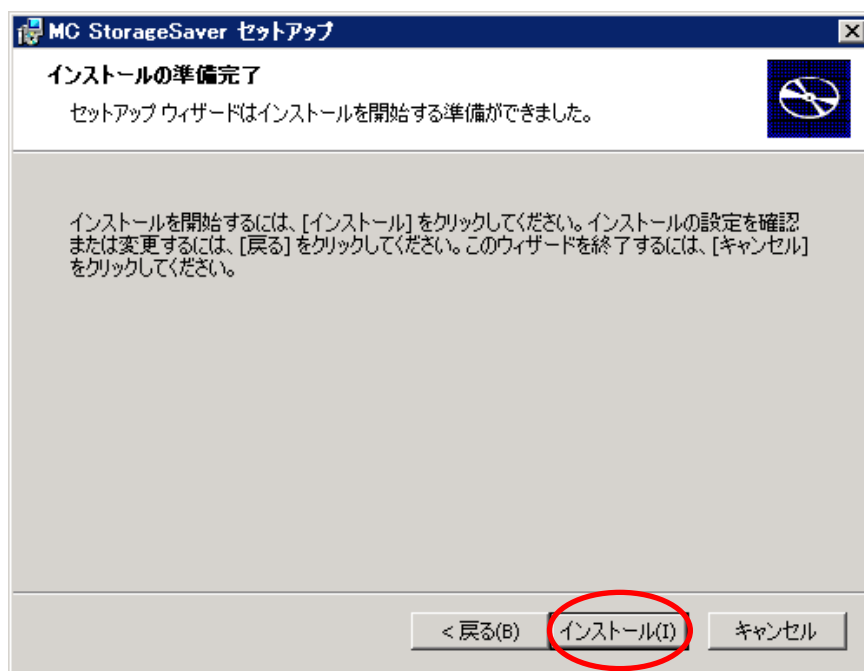 MC StorageSaver セットアップ
インストールの準備完了
セットアップ ウィザードはインストールを開始する準備ができました。
インストールを開始するには、[インストール] をクリックしてください。インストールの設定を確認
または変更するには、[戻る] をクリックしてください。このウィザードを終了するには、[キャンセル]
をクリックしてください。
< 戻る(B) インストール(I) キャンセル